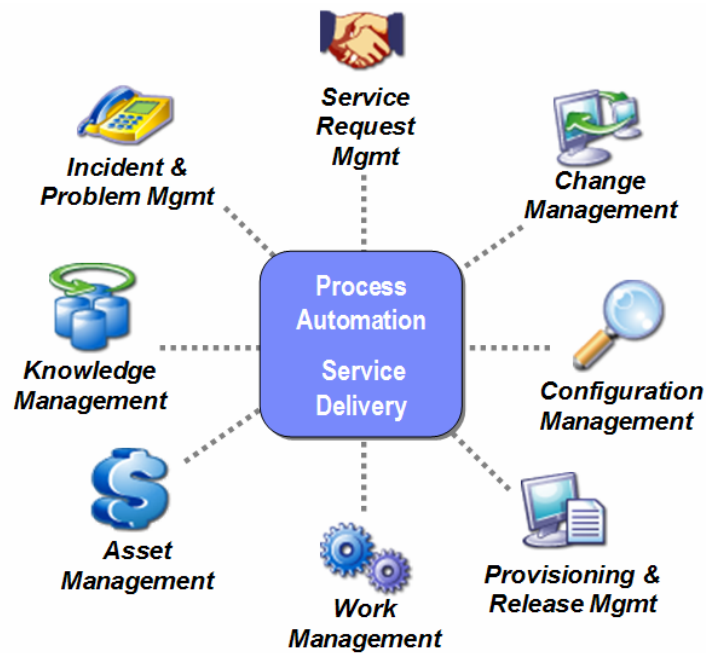 Service
Request
Mgmt
Incident &
Problem Mgmt
Change
Management
Process
Automation
Service
Delivery
Knowledge
Management
Configuration
Management
Asset
Management
Provisioning &
Release Mgmt
Work
Management